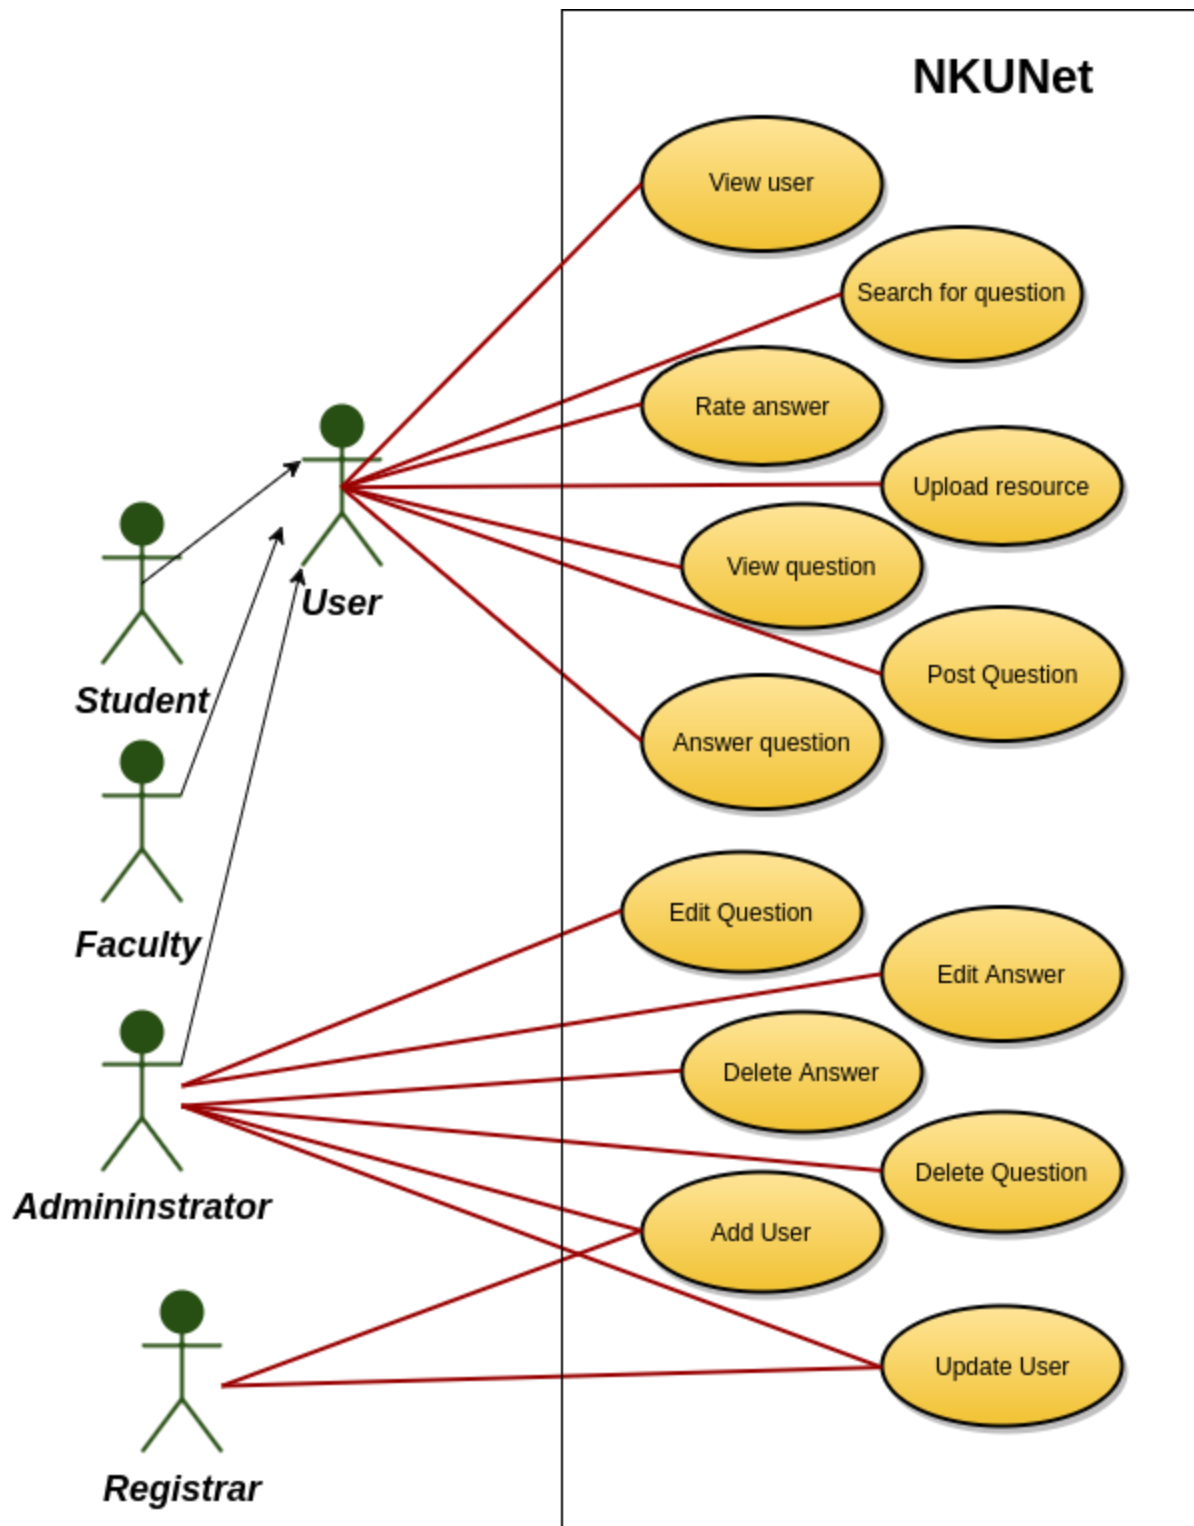 NKUNet
View user
Search for question
Rate answer
Upload resource
View question
User
Post Question
Student
Answer question
Edit Question
Faculty
Edit Answer
Delete Answer
Delete Question
Admininstrator
Add User
Update User
Registrar